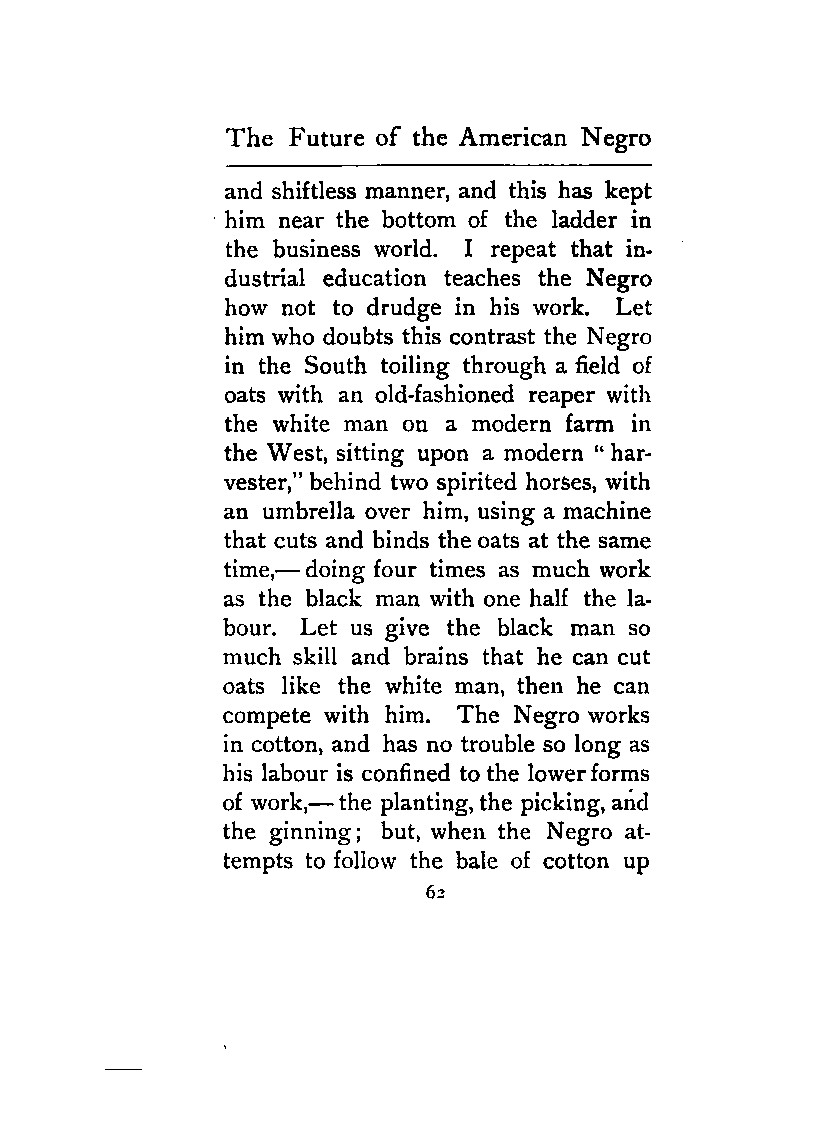 The Future of the American Negro
and shiftless manner, and this has kept
him near the bottom of the ladder in
the business world. I repeat that in-
dustrial education teaches the Negro
how not to drudge in his work. Let
him who doubts this contrast the Negro
in the South toiling through a field of
oats with an old-fashioned reaper with
the white man on a modern farm in
the West, sitting upon a modern “har-
vester,” behind two spirited horses, with
an umbrella over him, using a machine
that cuts and binds the oats at the same
time,— doing four times as much work
as the black man with one half the la-
bour. Let us give the black man so
much skill and brains that he can cut
oats like the white man, then he can
compete with him. The Negro works
in cotton, and has no trouble so long as
his labour is confined to the lower forms
of work,— the planting, the picking, and
the ginning; but, when the Negro at-
tempts to follow the bale of cotton up
62